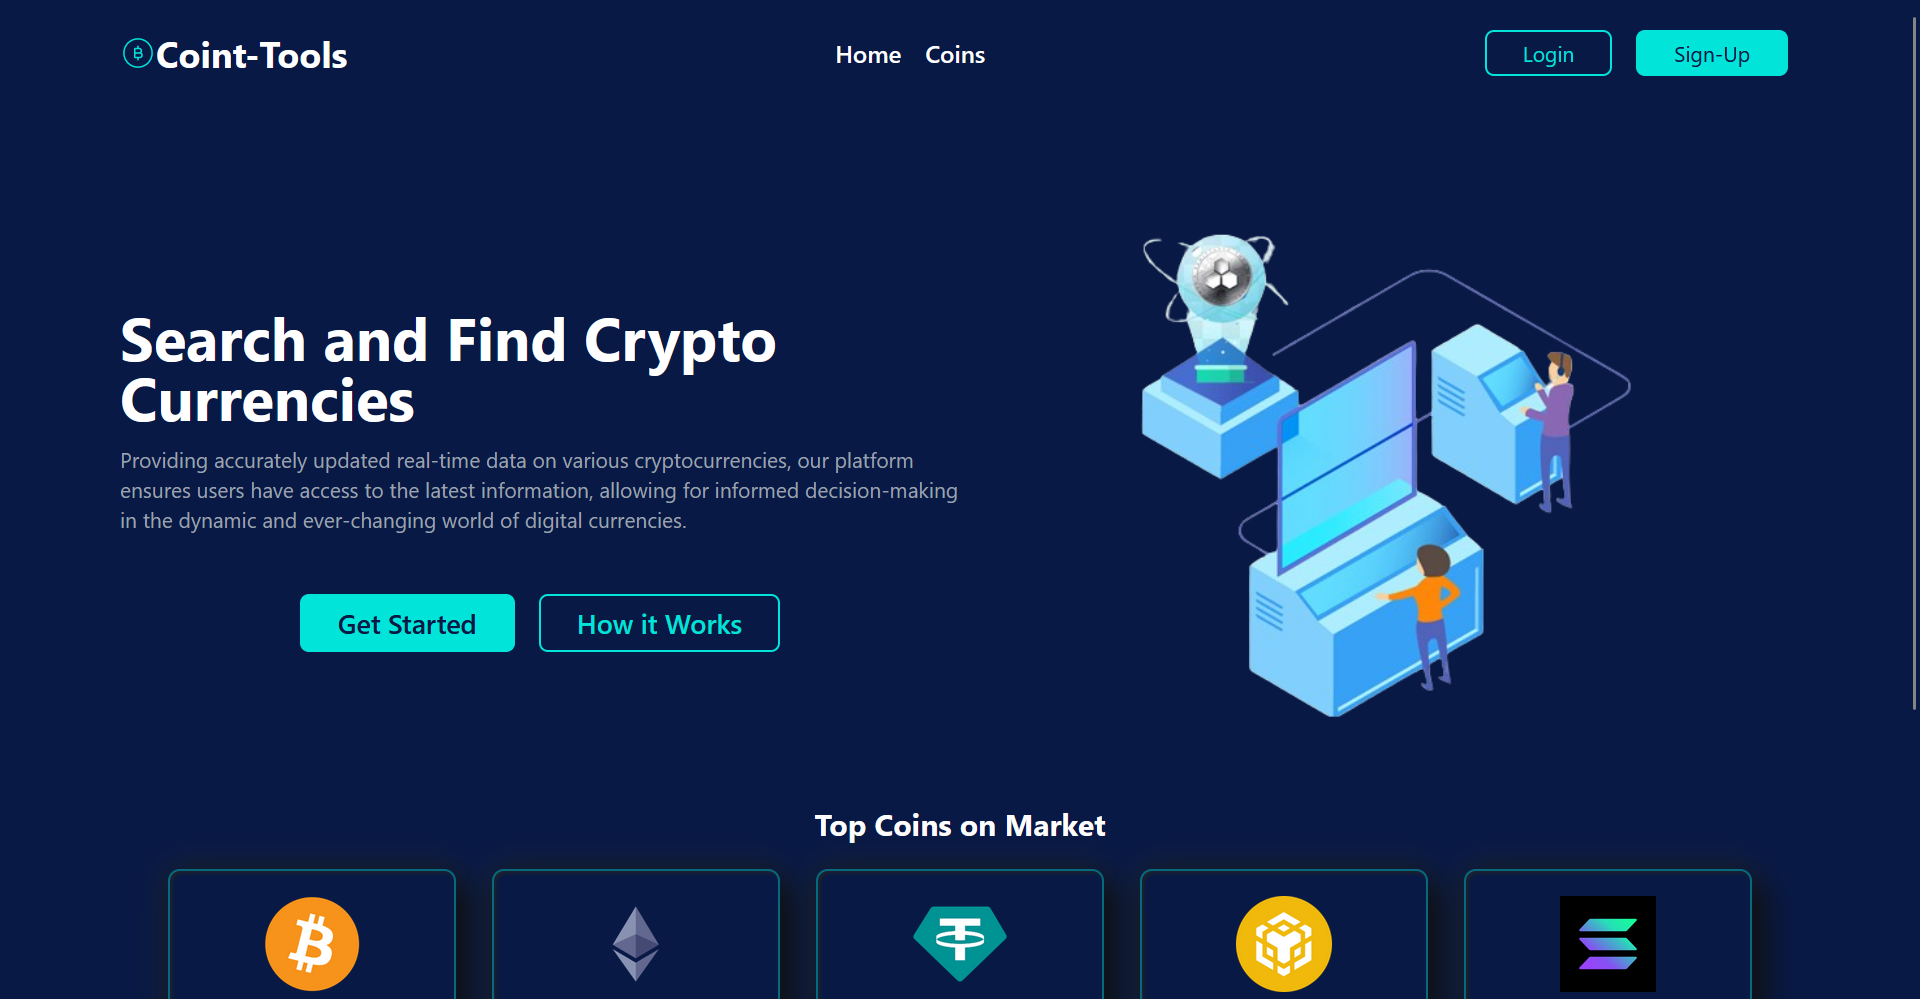 Coint-Tools
Home Coins
Login
Sign-Up
Search and Find Crypto
Currencies
Providing accurately updated real-time data on various cryptocurrencies, our platform
ensures users have access to the latest information, allowing for informed decision-making
in the dynamic and ever-changing world of digital currencies.
Get Started
How it Works
Top Coins on Market